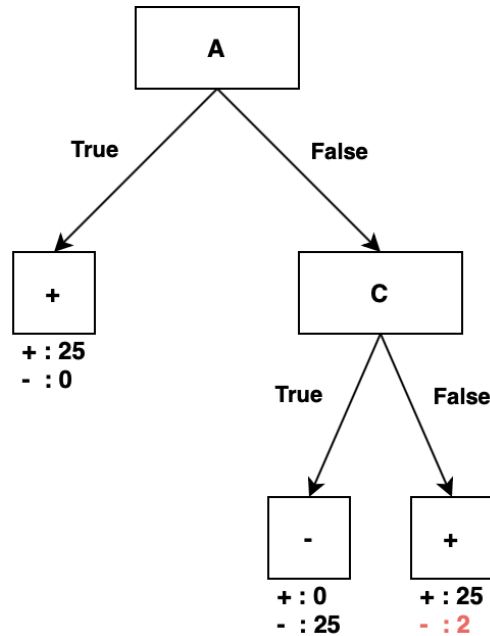 A
True
False
+
C
+ : 25
- : 0
True
False
-
+
+ : 0
- : 25
+ : 25
- : 2